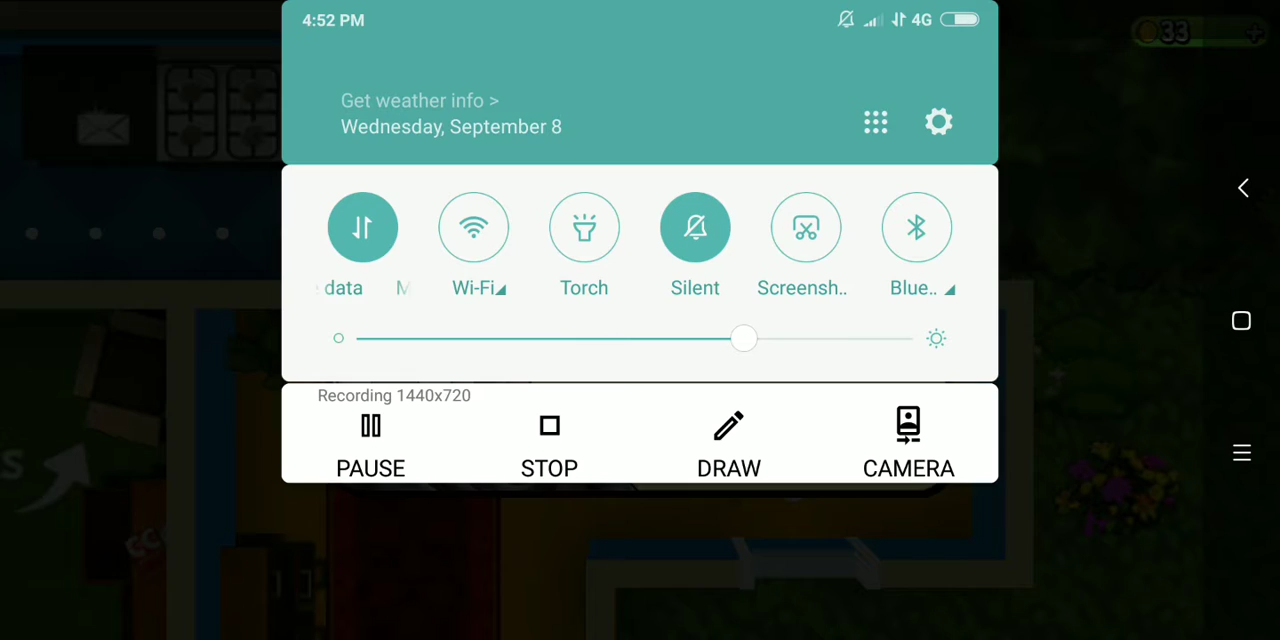 4:52 PM
4G
33
Get weather info >
Wednesday, September 8
data
M
Wi-Fi
Torch
Silent
Screensh..
Blue..
Recording 1440x720
PAUSE
STOP
DRAW
CAMERA
S